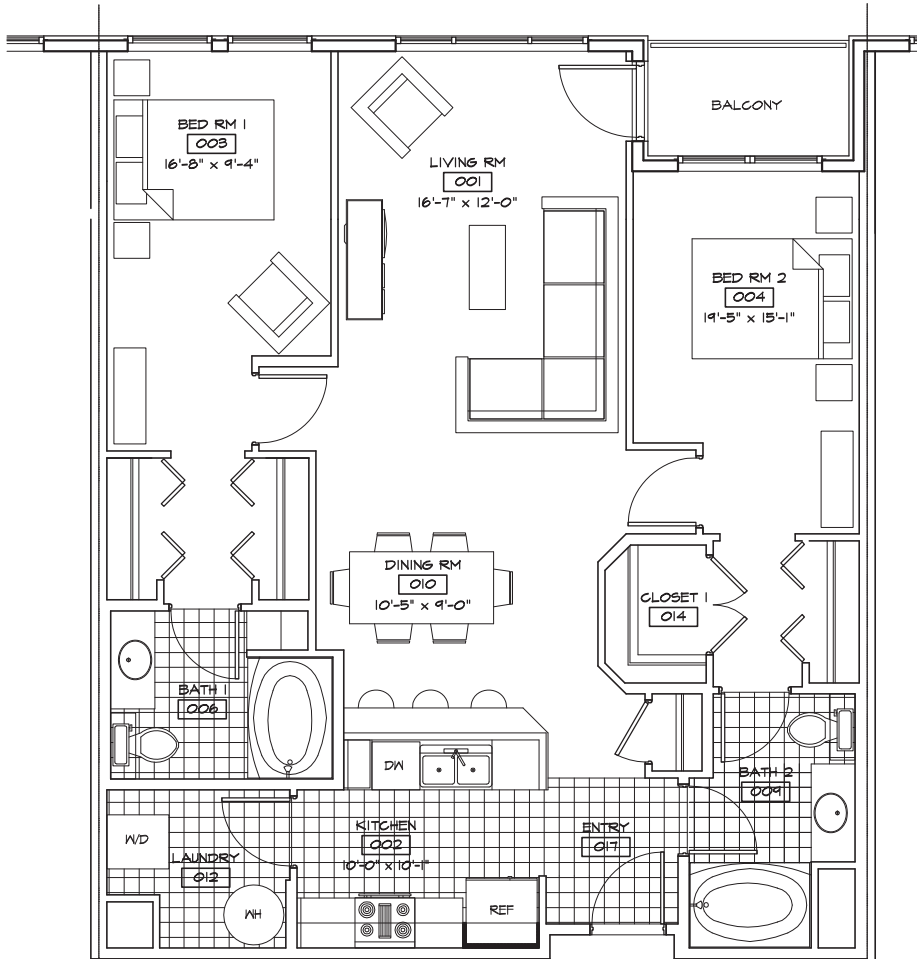 BALCONY
BED RM 1
003
16'-8" x 9'-4"
LIVING RM
001
16'-7" x 12'-0"
BED RM 2
004
19'-5" x 15'-1"
DINING RM
010
10'-5" x 9'-0"
CLOSET 1
014
BATH 1
006
DW
BATH 2
009
KITCHEN
002
10'-0" x 10'-1"
ENTRY
017
W/D
LAUNDRY
012
WH
REF